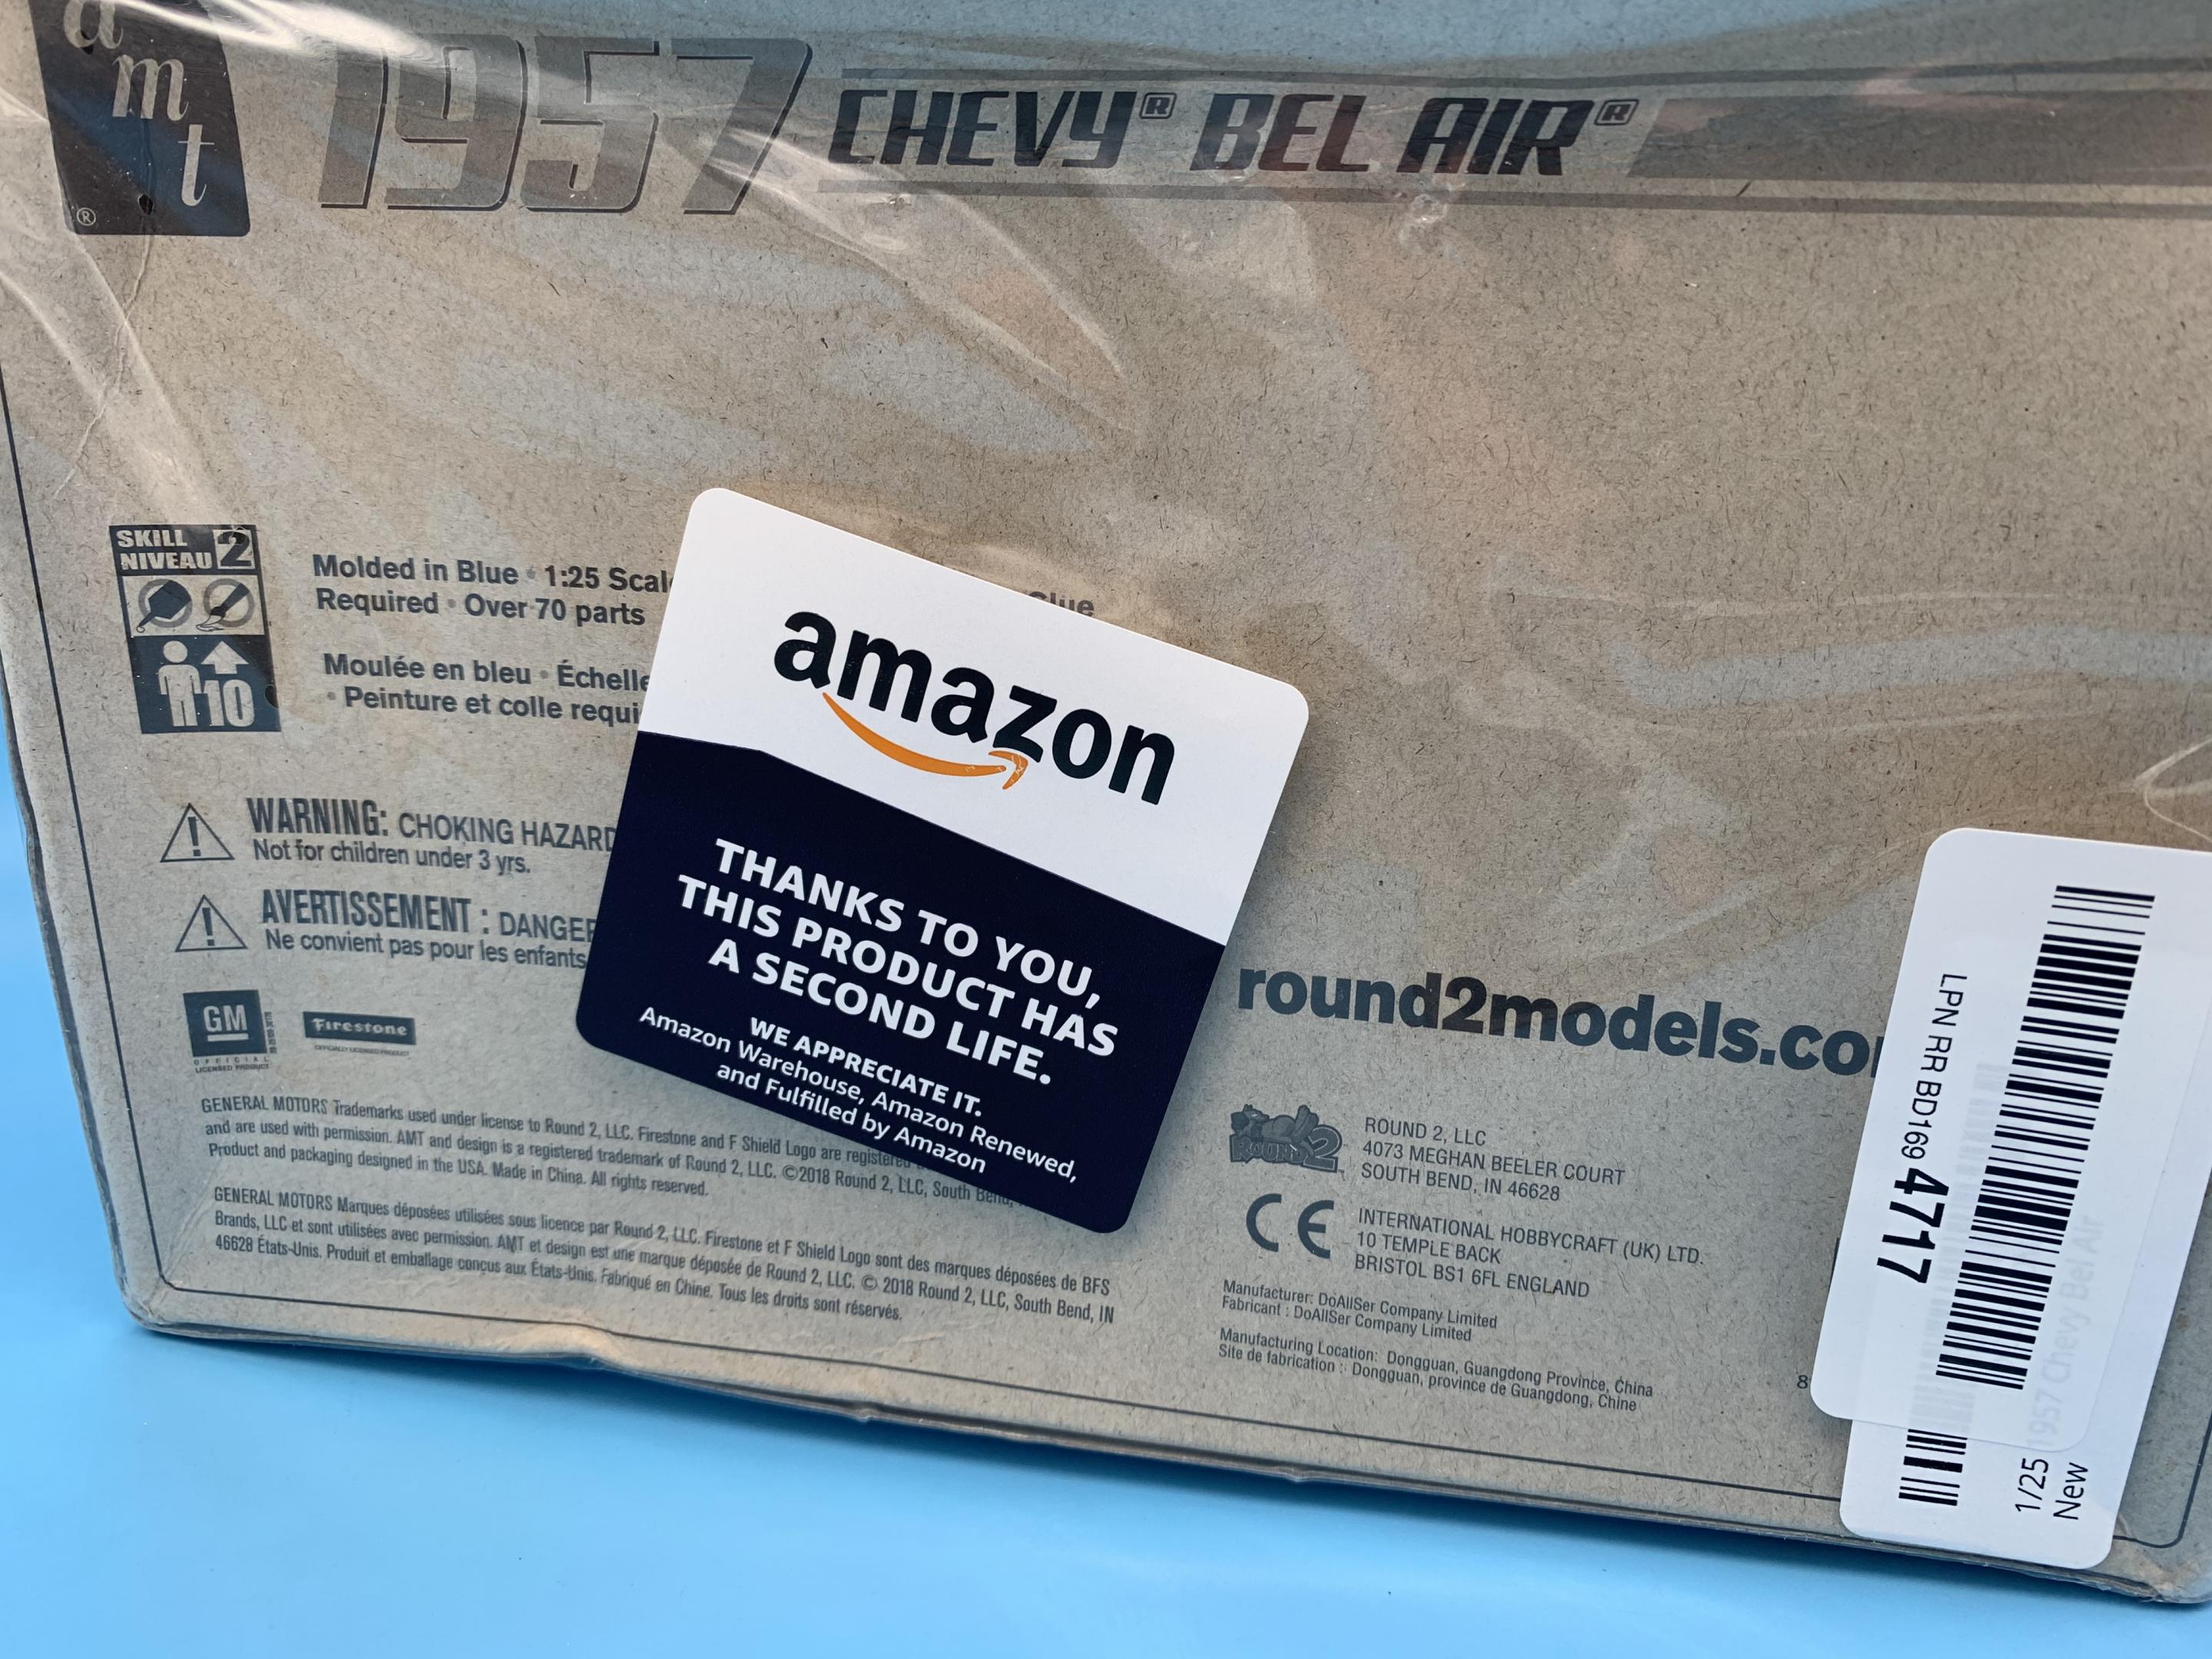 amt
®
1957 CHEVY® BEL AIR®
SKILL 2
NIVEAU
10
Molded in Blue • 1:25 Scale
Required • Over 70 parts
Moulée en bleu • Échelle
• Peinture et colle requi
WARNING: CHOKING HAZARD
Not for children under 3 yrs.
AVERTISSEMENT : DANGER
Ne convient pas pour les enfants
GM
OFFICIAL
LICENSED PRODUCT
Firestone
OFFICIALLY LICENSED PRODUCT
GENERAL MOTORS Trademarks used under license to Round 2, LLC. Firestone and F Shield Logo are registered
and are used with permission. AMT and design is a registered trademark of Round 2, LLC. ©2018 Round 2, LLC, South Bend,
Product and packaging designed in the USA. Made in China. All rights reserved.
GENERAL MOTORS Marques déposées utilisées sous licence par Round 2, LLC. Firestone et F Shield Logo sont des marques déposées de BFS
Brands, LLC et sont utilisées avec permission. AMT et design est une marque déposée de Round 2, LLC. © 2018 Round 2, LLC, South Bend, IN
46628 États-Unis. Produit et emballage conçus aux États-Unis. Fabriqué en Chine. Tous les droits sont réservés.
amazon
THANKS TO YOU,
THIS PRODUCT HAS
A SECOND LIFE.
WE APPRECIATE IT.
Amazon Warehouse, Amazon Renewed,
and Fulfilled by Amazon
round2models.co
ROUND 2
ROUND 2, LLC
4073 MEGHAN BEELER COURT
SOUTH BEND, IN 46628
CE
INTERNATIONAL HOBBYCRAFT (UK) LTD.
10 TEMPLE BACK
BRISTOL BS1 6FL ENGLAND
Manufacturer: DoAllSer Company Limited
Fabricant : DoAllSer Company Limited
Manufacturing Location: Dongguan, Guangdong Province, China
Site de fabrication : Dongguan, province de Guangdong, Chine
8
LPN RR BD169 4717
1/25 1957 Chevy Bel Air
New